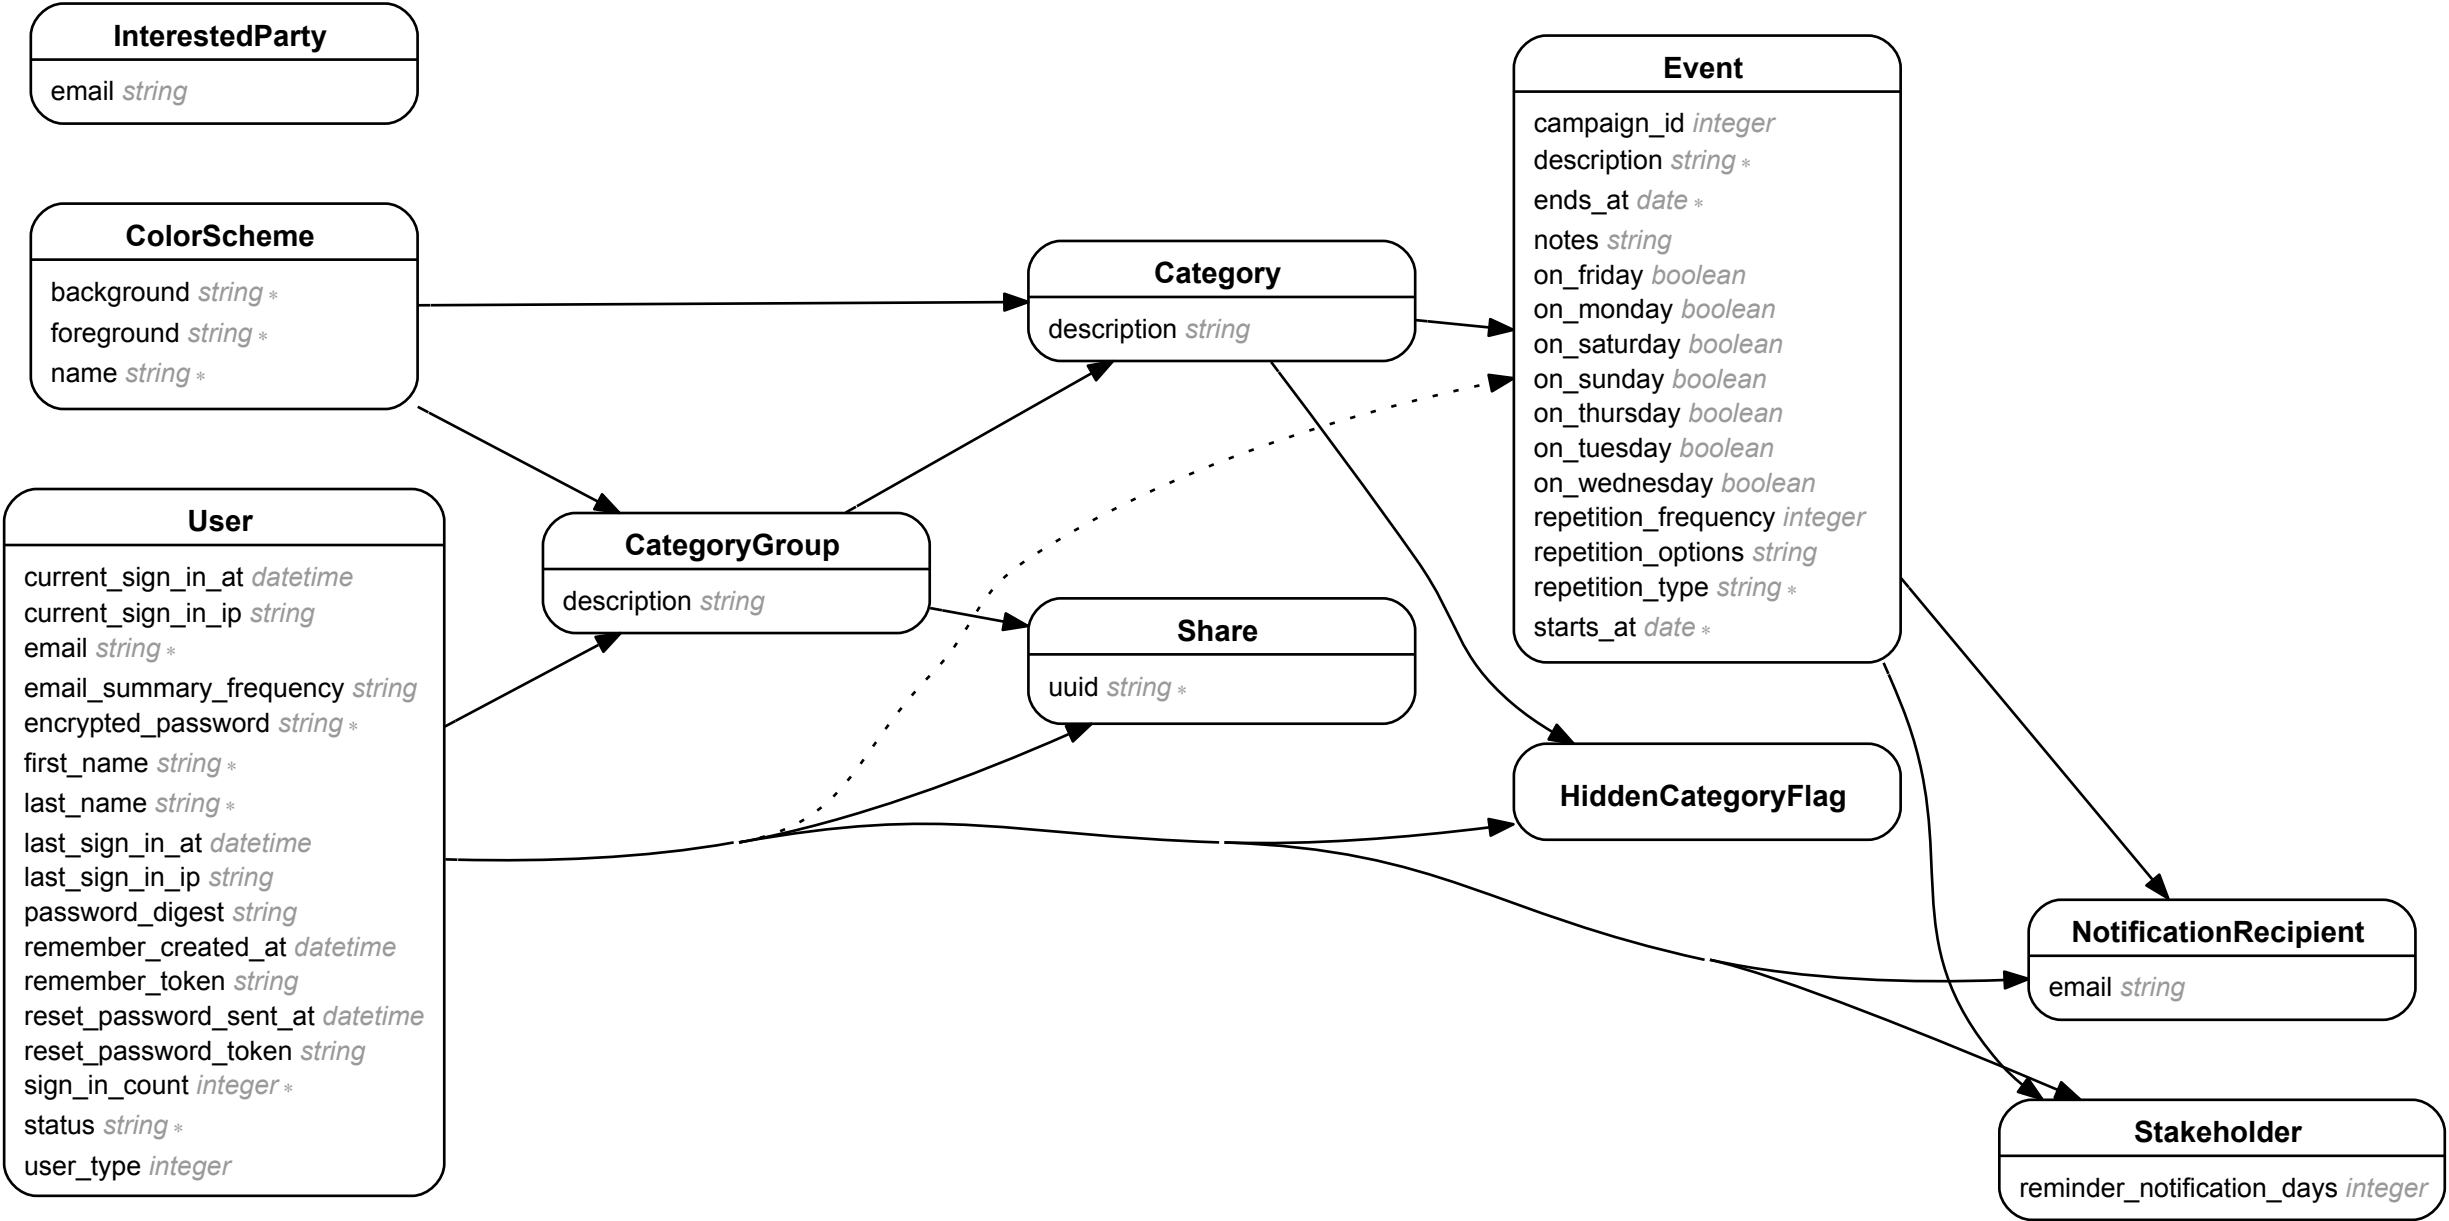 InterestedParty
email string
ColorScheme
background string *
foreground string *
name string *
User
current_sign_in_at datetime
current_sign_in_ip string
email string *
email_summary_frequency string
encrypted_password string *
first_name string *
last_name string *
last_sign_in_at datetime
last_sign_in_ip string
password_digest string
remember_created_at datetime
remember_token string
reset_password_sent_at datetime
reset_password_token string
sign_in_count integer *
status string *
user_type integer
CategoryGroup
description string
Category
description string
Share
uuid string *
Event
campaign_id integer
description string *
ends_at date *
notes string
on_friday boolean
on_monday boolean
on_saturday boolean
on_sunday boolean
on_thursday boolean
on_tuesday boolean
on_wednesday boolean
repetition_frequency integer
repetition_options string
repetition_type string *
starts_at date *
HiddenCategoryFlag
NotificationRecipient
email string
Stakeholder
reminder_notification_days integer